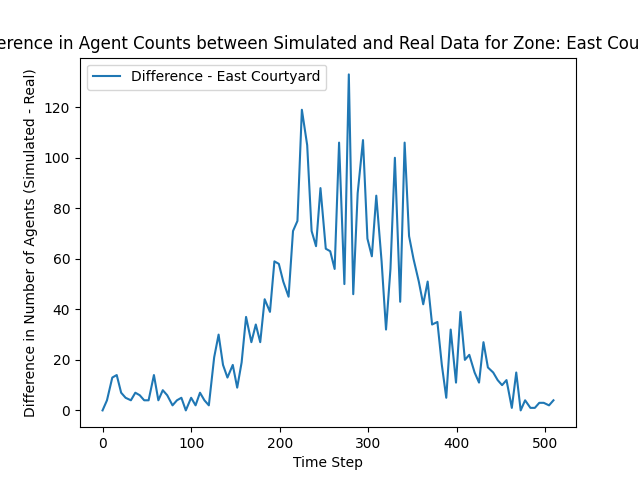 erence in Agent Counts between Simulated and Real Data for Zone: East Cou
Difference - East Courtyard
Difference in Number of Agents (Simulated - Real)
120
100
80
60
40
20
0
0 100 200 300 400 500
Time Step